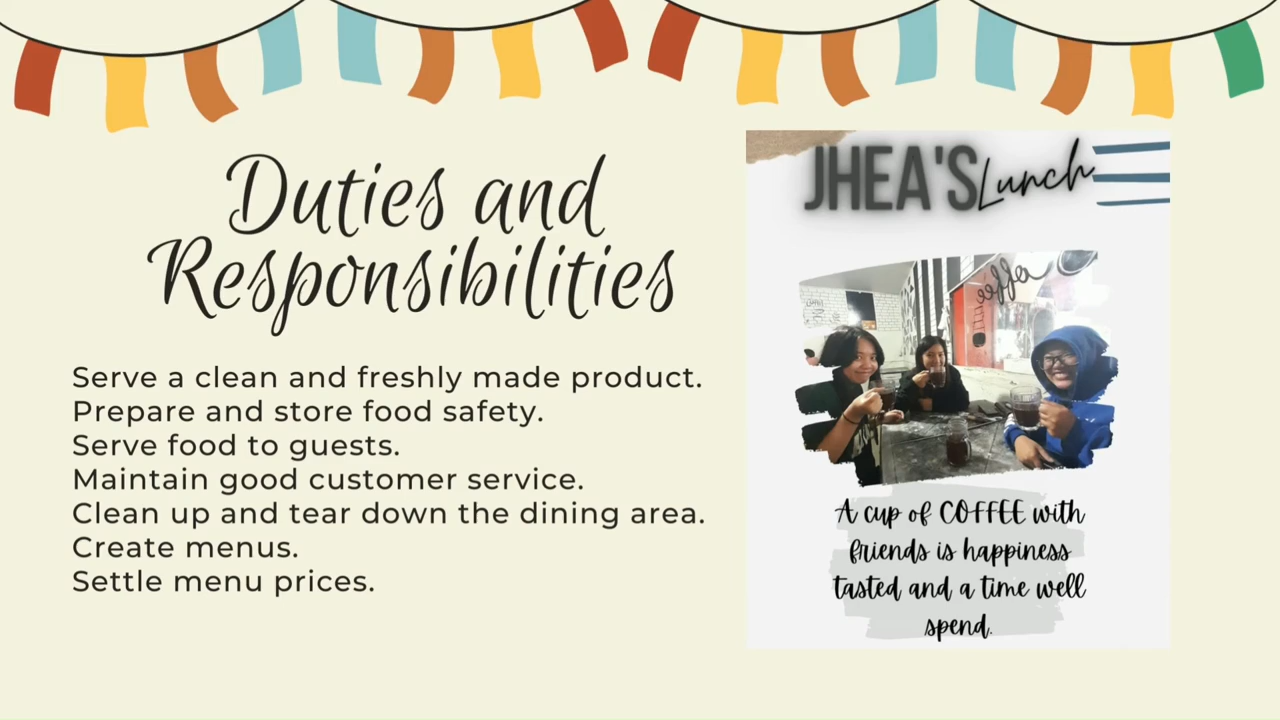 Duties and
Responsibilities
Serve a clean and freshly made product.
Prepare and store food safety.
Serve food to guests.
Maintain good customer service.
Clean up and tear down the dining area.
Create menus.
Settle menu prices.
JHEA'S Lunch
coffee
A cup of COFFEE with
friends is happiness
tasted and a time well
spend.